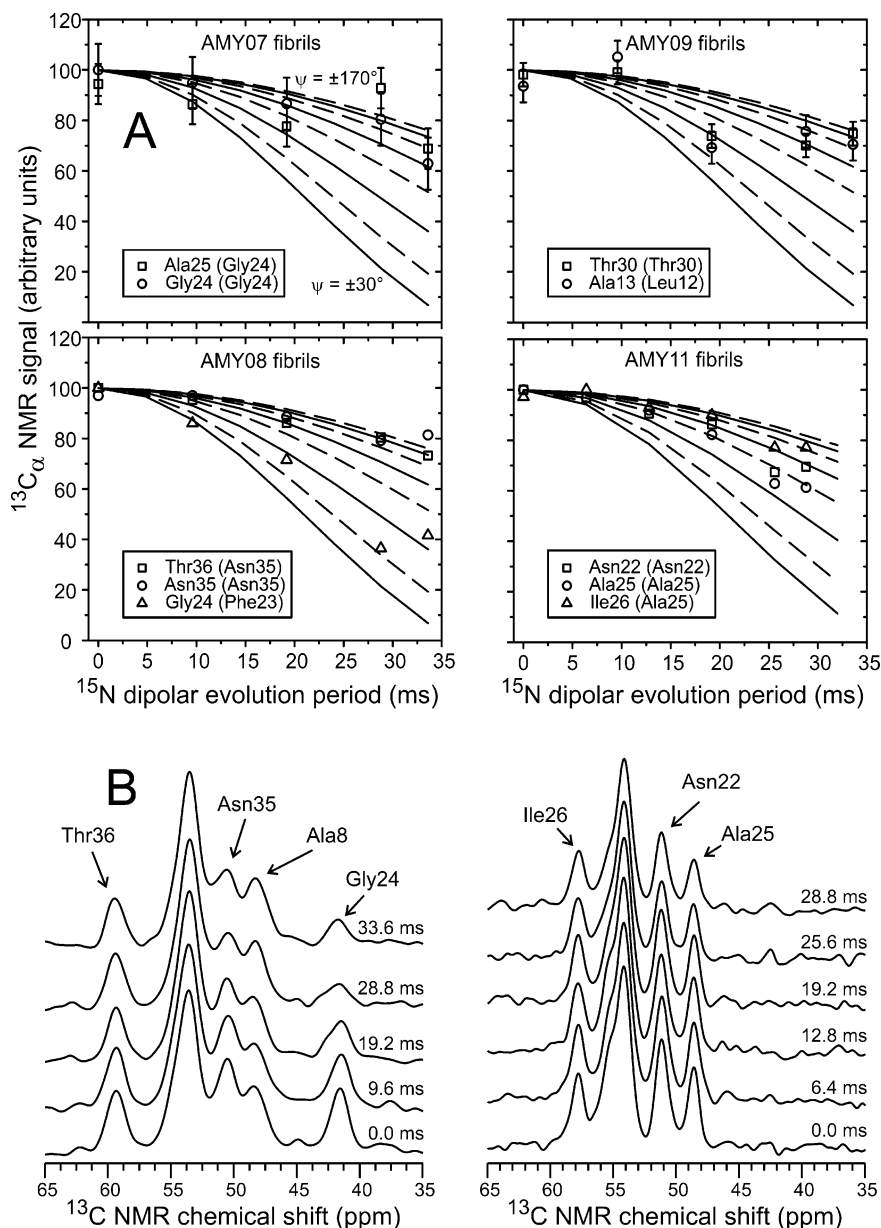 AMY07 fibrils
120
100
80
60
40
20
A
ψ = ±170°
ψ = ±30°
Ala25 (Gly24)
Gly24 (Gly24)
AMY09 fibrils
Thr30 (Thr30)
Ala13 (Leu12)
13Cα NMR signal (arbitrary units)
AMY08 fibrils
120
100
80
60
40
20
0
Thr36 (Asn35)
Asn35 (Asn35)
Gly24 (Phe23)
0 5 10 15 20 25 30 35
15N dipolar evolution period (ms)
AMY11 fibrils
Asn22 (Asn22)
Ala25 (Ala25)
Ile26 (Ala25)
0 5 10 15 20 25 30 35
15N dipolar evolution period (ms)
B
Thr36
Asn35
Ala8
Gly24
33.6 ms
28.8 ms
19.2 ms
9.6 ms
0.0 ms
65 60 55 50 45 40 35
13C NMR chemical shift (ppm)
Ile26
Asn22
Ala25
28.8 ms
25.6 ms
19.2 ms
12.8 ms
6.4 ms
0.0 ms
65 60 55 50 45 40 35
13C NMR chemical shift (ppm)